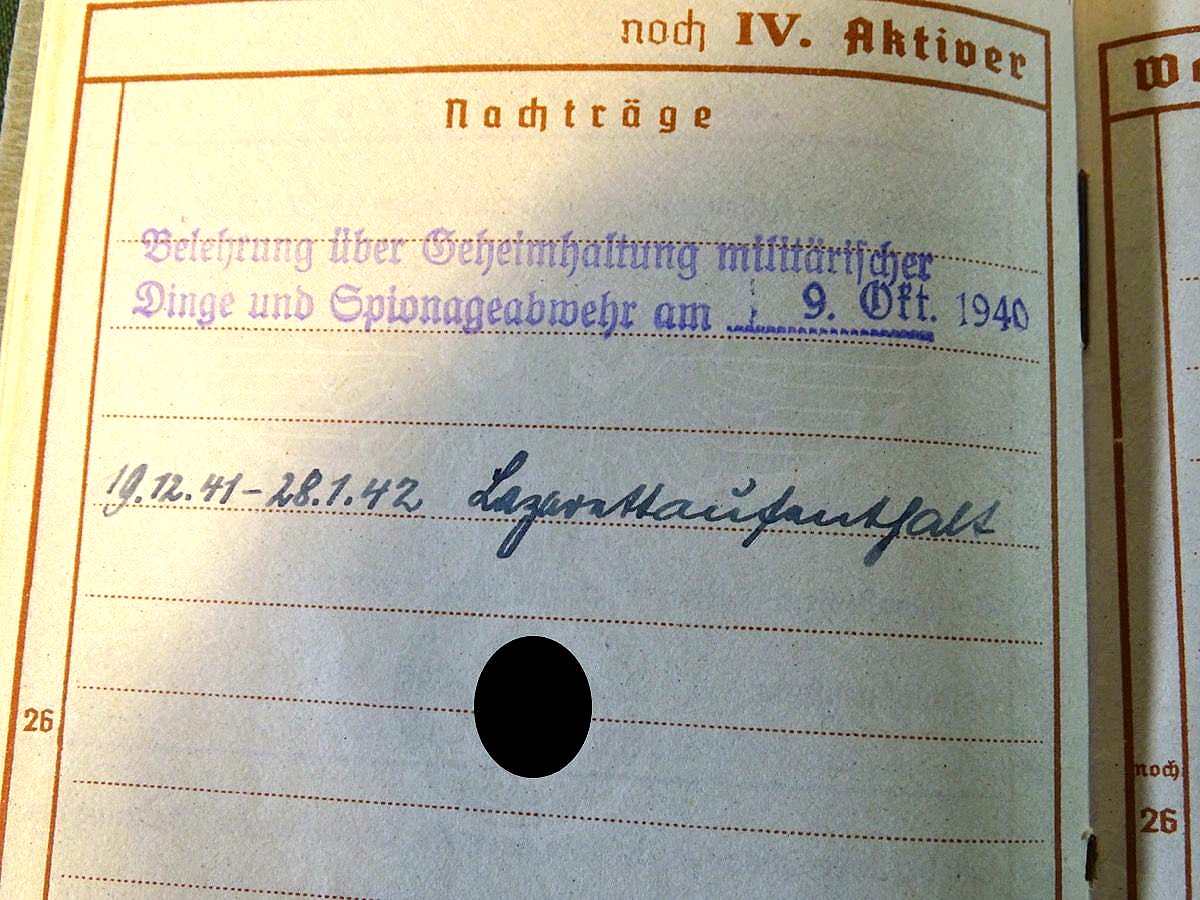 noch IV. Aktiver
Nachträge
Belehrung über Geheimhaltung militärischer
Dinge und Spionageabwehr am 9. Okt. 1940
19.12.41-28.1.42 Lazarettaufenthalt
26
noch
26